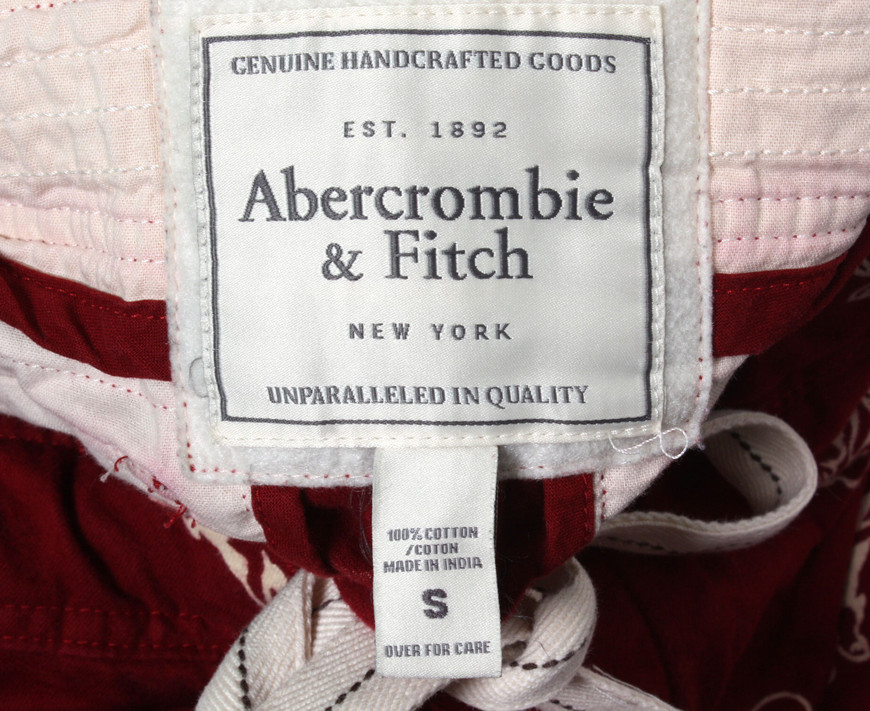 GENUINE HANDCRAFTED GOODS
EST. 1892
Abercrombie
& Fitch
NEW YORK
UNPARALLELED IN QUALITY
100% COTTON
/COTON
MADE IN INDIA
S
OVER FOR CARE